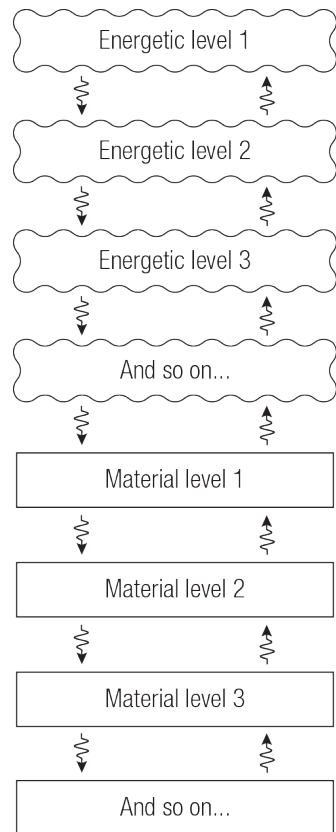 Energetic level 1
Energetic level 2
Energetic level 3
And so on...
Material level 1
Material level 2
Material level 3
And so on...